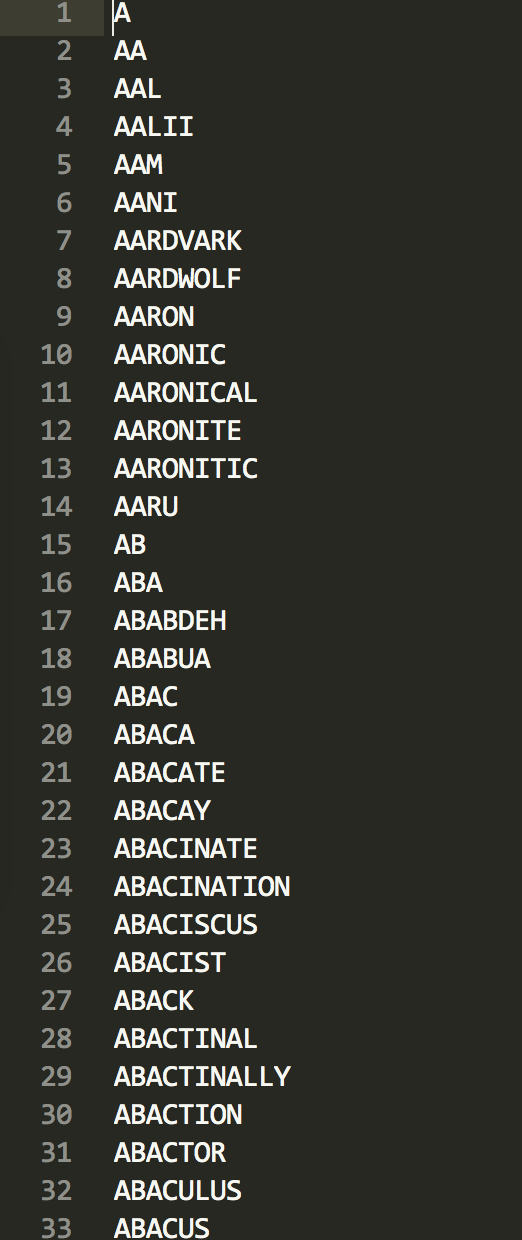 1 A
2 AA
3 AAL
4 AALII
5 AAM
6 AANI
7 AARDVARK
8 AARDWOLF
9 AARON
10 AARONIC
11 AARONICAL
12 AARONITE
13 AARONITIC
14 AARU
15 AB
16 ABA
17 ABABDEH
18 ABABUA
19 ABAC
20 ABACA
21 ABACATE
22 ABACAY
23 ABACINATE
24 ABACINATION
25 ABACISCUS
26 ABACIST
27 ABACK
28 ABACTINAL
29 ABACTINALLY
30 ABACTION
31 ABACTOR
32 ABACULUS
33 ABACUS